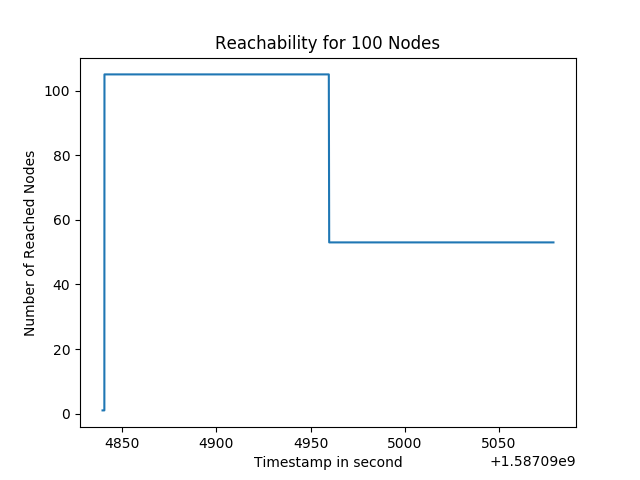 Reachability for 100 Nodes
Number of Reached Nodes
100
80
60
40
20
0
4850 4900 4950 5000 5050
Timestamp in second
+1.58709e9